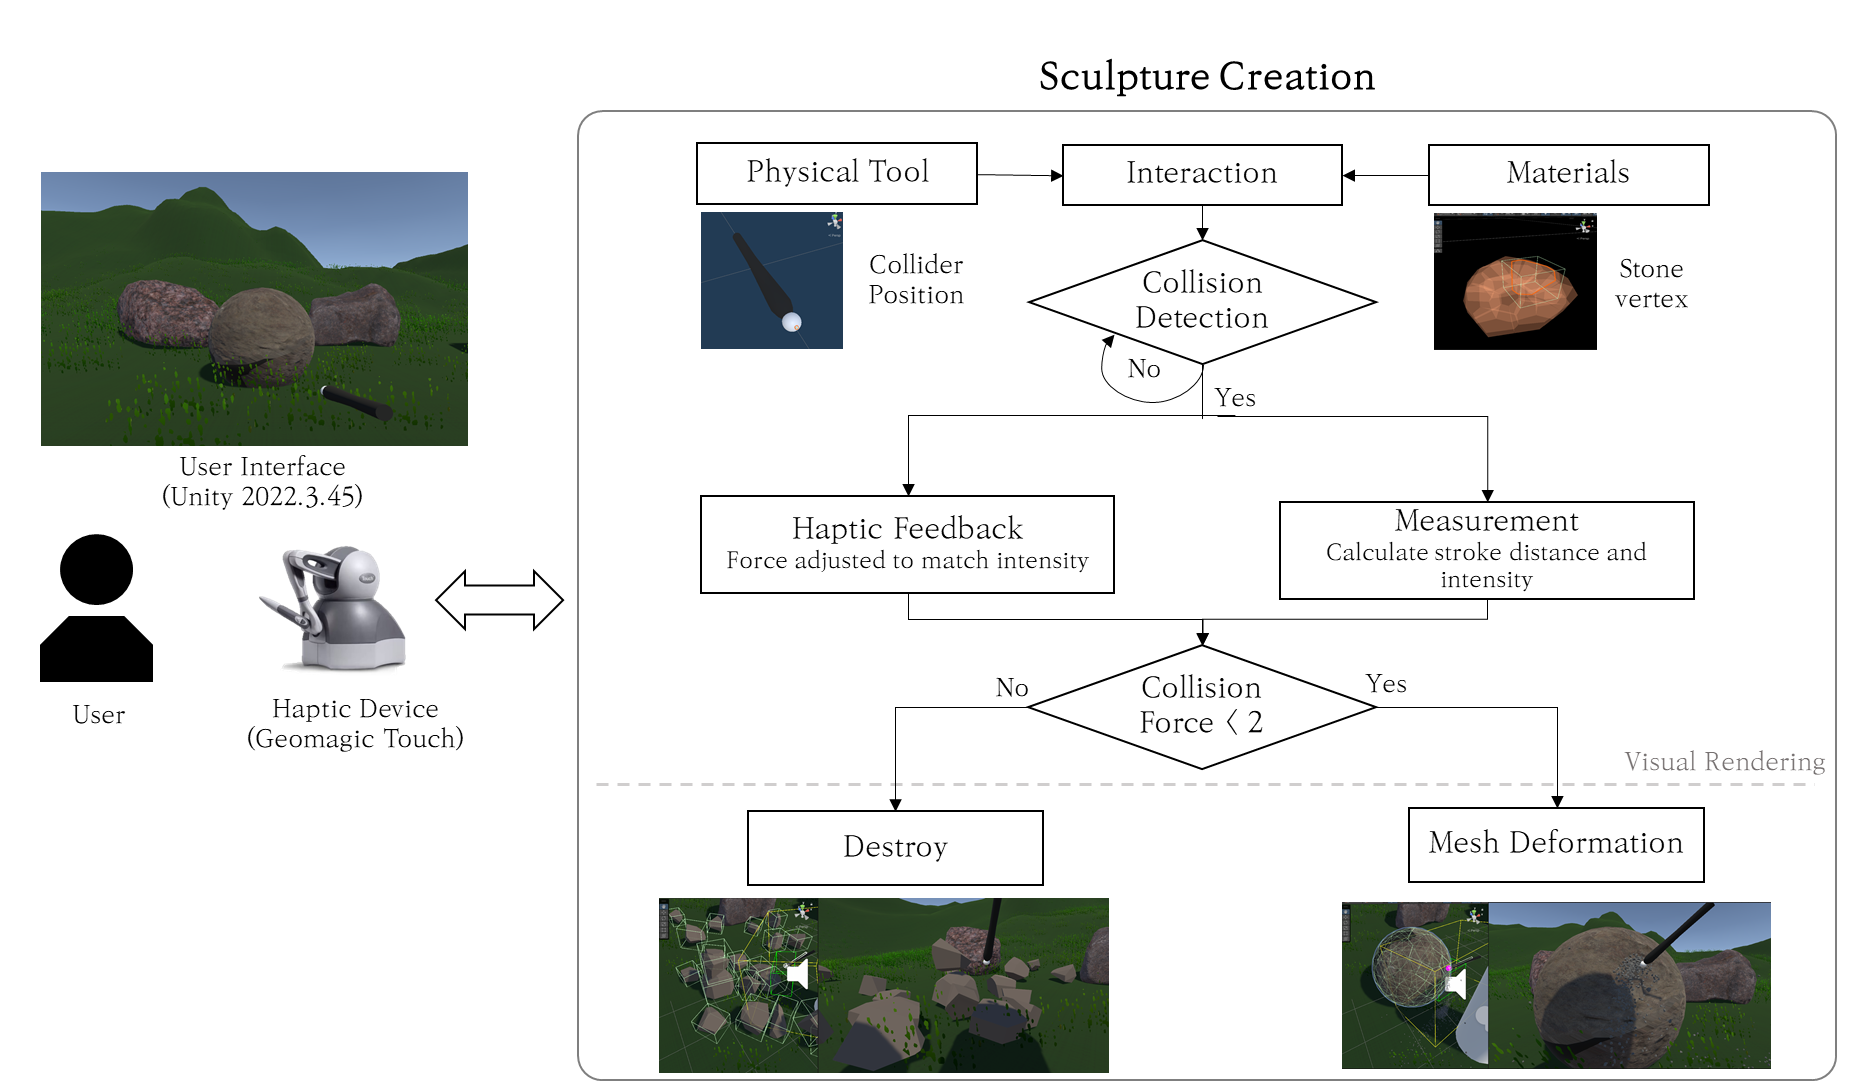 Sculpture Creation
Physical Tool
Interaction
Materials
Collider
Position
Collision
Detection
Stone
vertex
No
Yes
User Interface
(Unity 2022.3.45)
Haptic Feedback
Force adjusted to match intensity
Measurement
Calculate stroke distance and
intensity
User
Haptic Device
(Geomagic Touch)
No
Collision
Force < 2
Yes
Visual Rendering
Destroy
Mesh Deformation